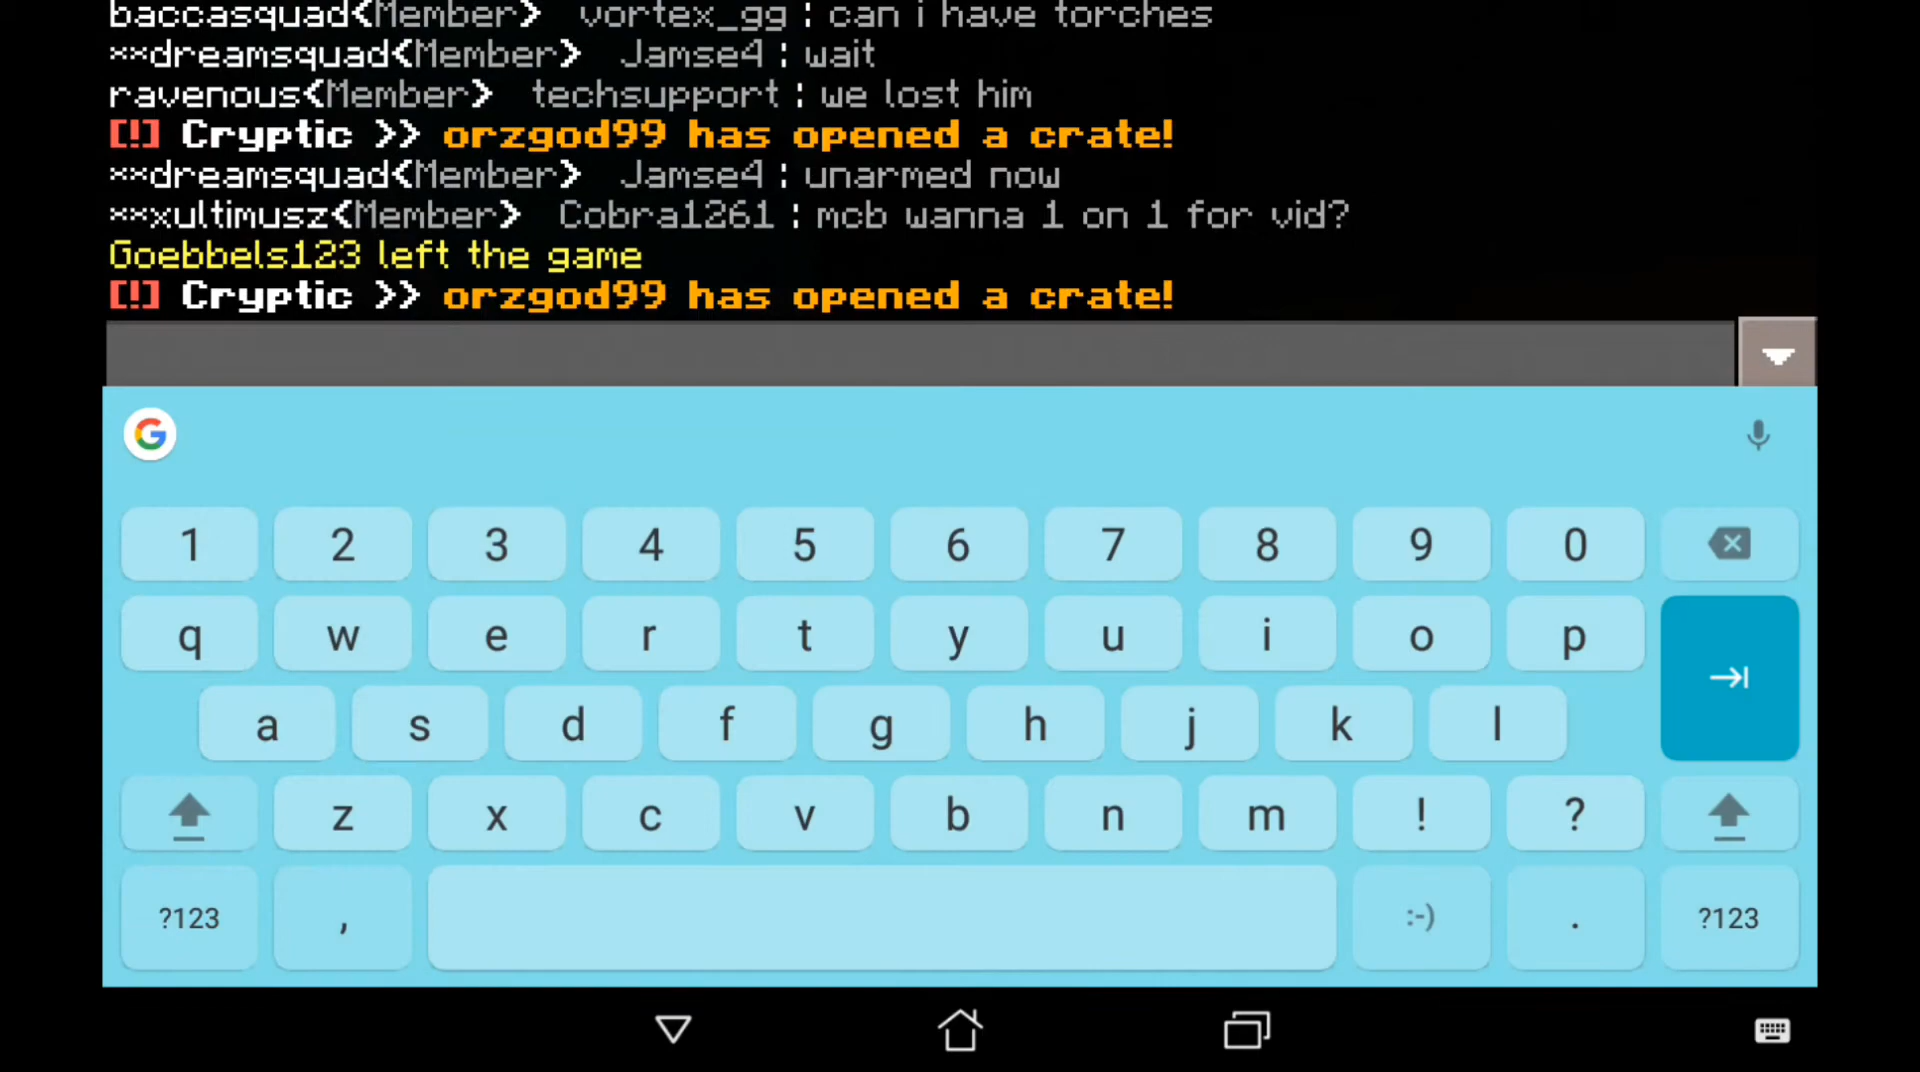 baccasquad<Member> vortex_gg : can i have torches
**dreamsquad<Member> Jamse4 : wait
ravenous<Member> techsupport : we lost him
[!] Cryptic >> orzgod99 has opened a crate!
**dreamsquad<Member> Jamse4 : unarmed now
**xultimusz<Member> Cobra1261 : mcb wanna 1 on 1 for vid?
Goebbels123 left the game
[!] Cryptic >> orzgod99 has opened a crate!
G
1 2 3 4 5 6 7 8 9 0
q w e r t y u i o p
a s d f g h j k l
z x c v b n m ! ?
?123 , :-) . ?123